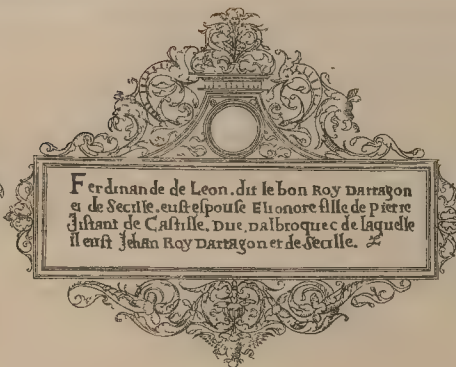 Ferdinande de Leon. dit le bon Roy Darragon
et de Secille. eust espouse Elionore fille de Pierre
Jifant de Castille. Duc. Dalbroquec de laquelle
il eust Jehan Roy Darragon et de Secille.